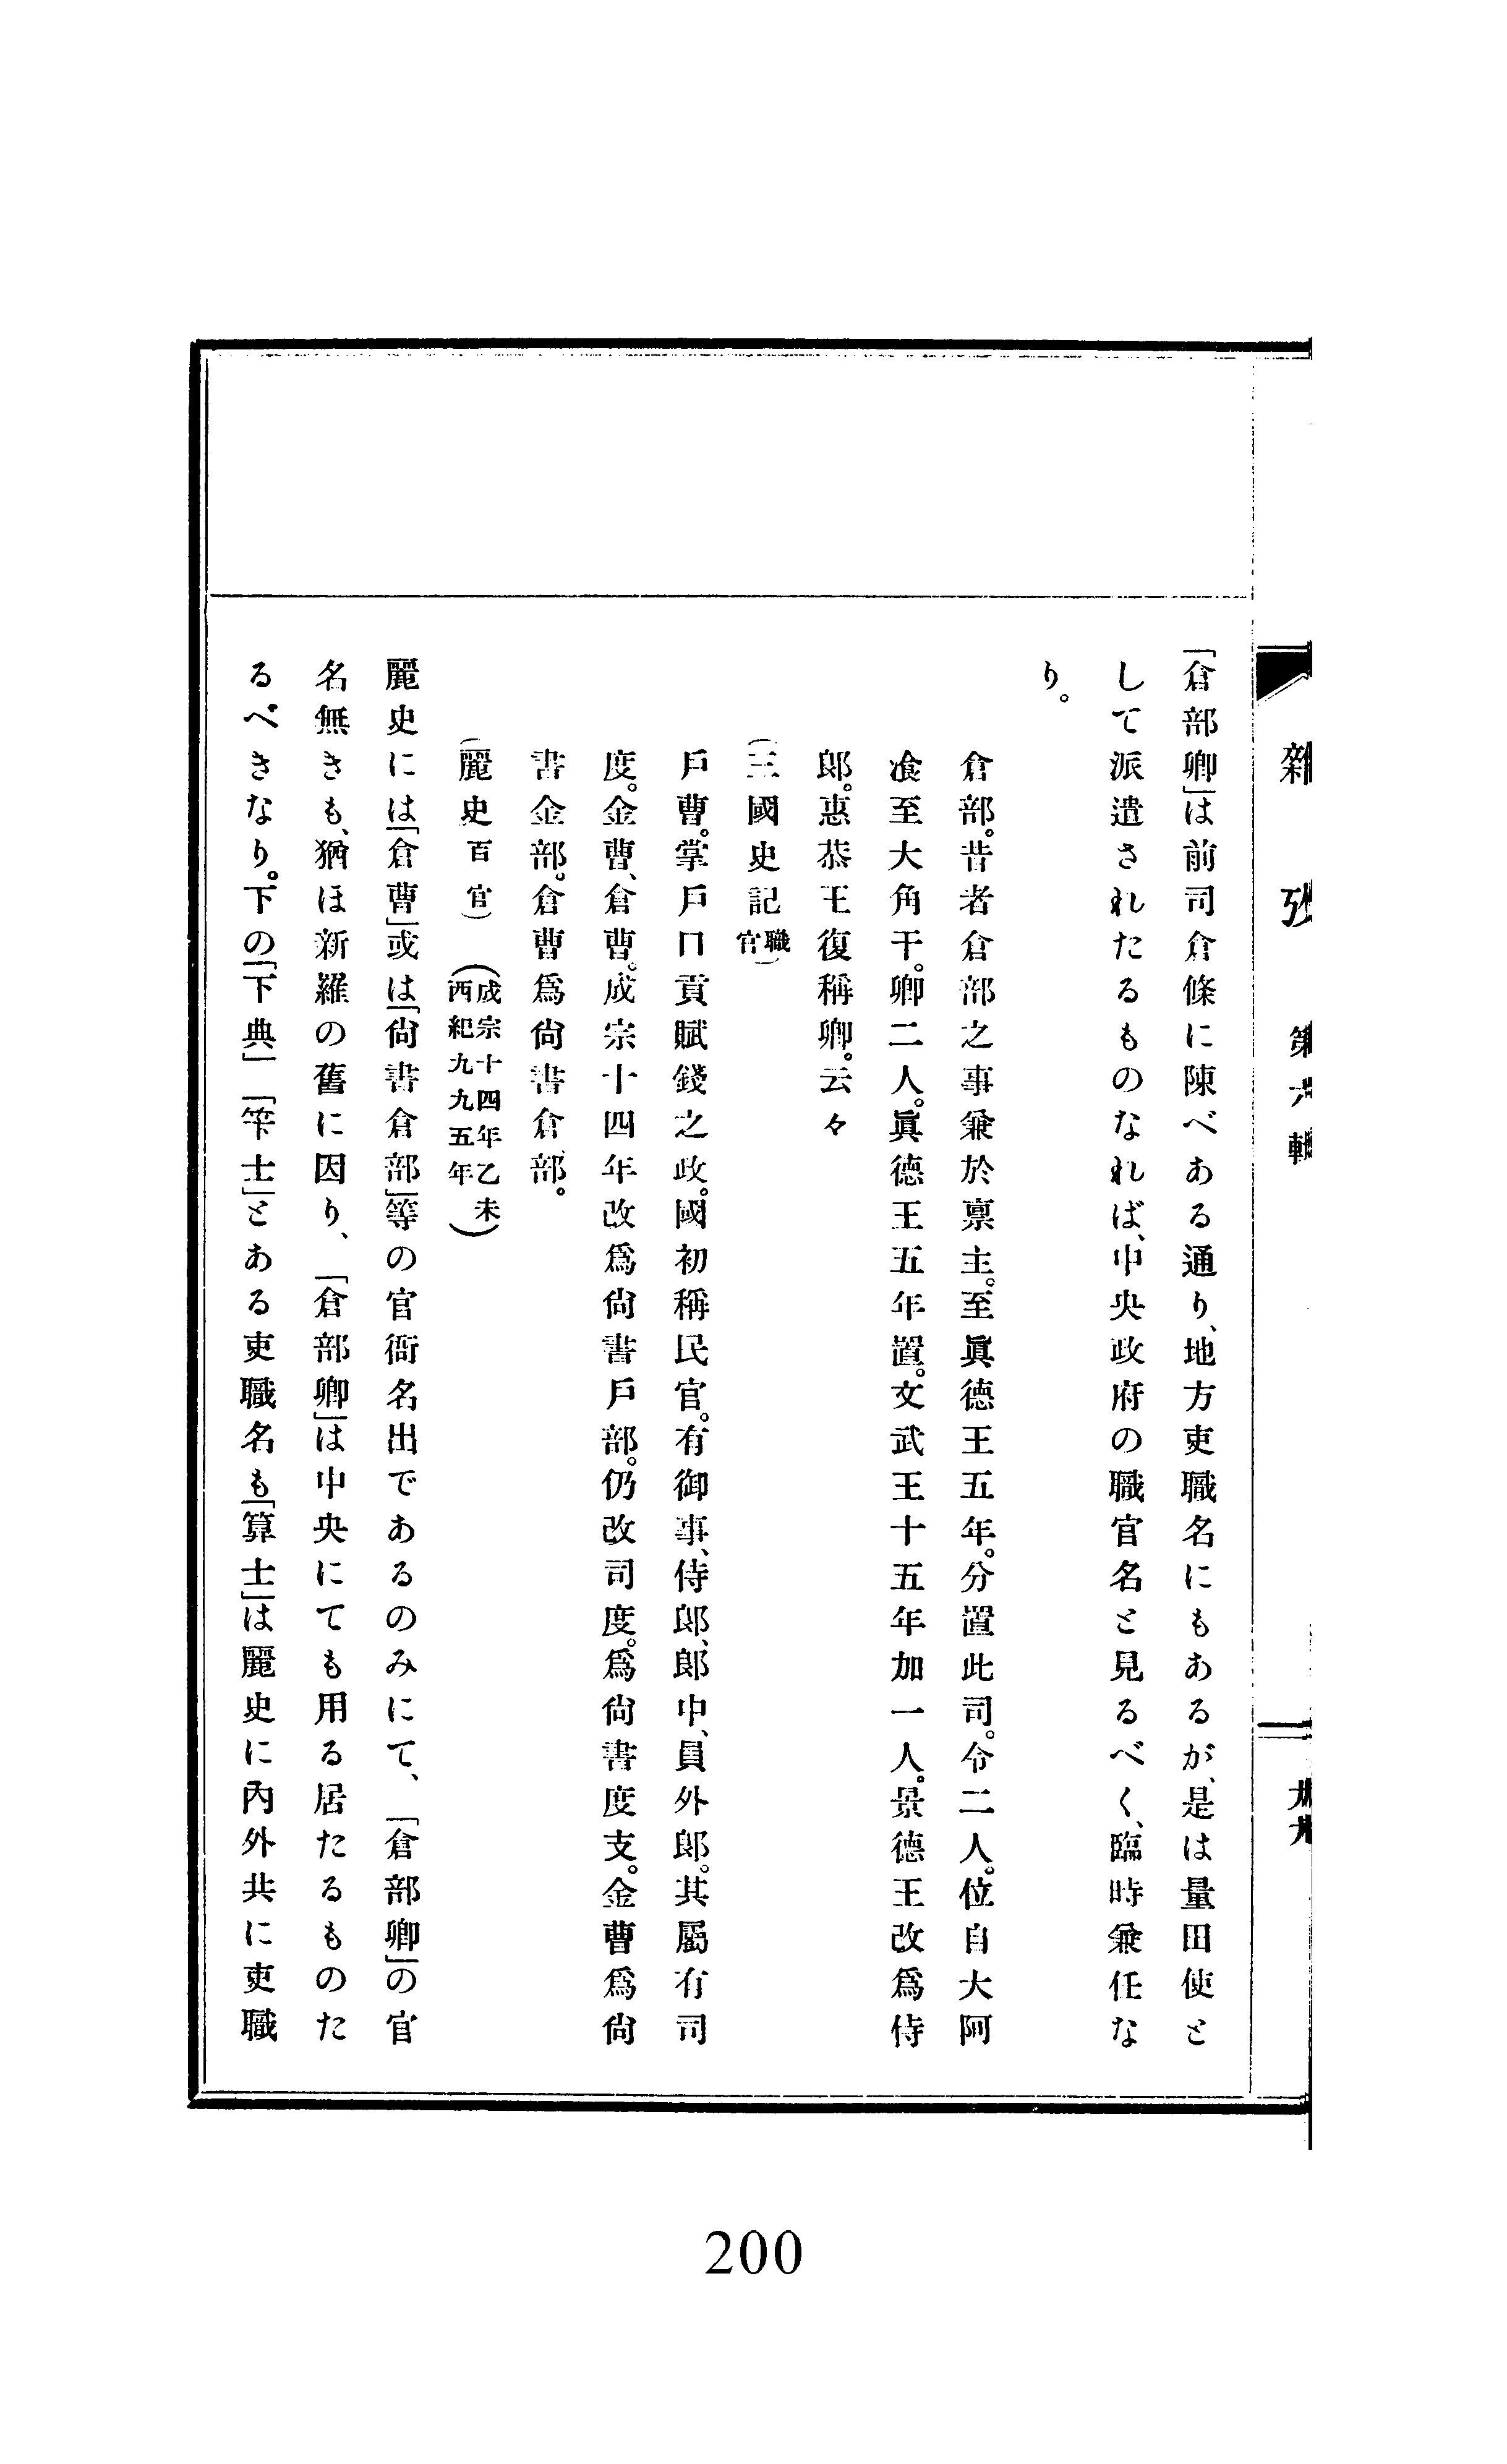 雜攷 第六輯
九九
「倉部卿」は前司倉條に陳べある通り、地方吏職名にもあるが、是は量田使と
して派遣されたるものなれば、中央政府の職官名と見るべく、臨時兼任な
り。
倉部。昔者倉部之事兼於稟主。至眞德王五年。分置此司。令二人。位自大阿
飡至大角干。卿二人。眞德王五年置。文武王十五年加一人。景德王改爲侍
郎。惠恭王復稱卿。云々
(三國史記職官)
戶曹。掌戶口貢賦錢之政。國初稱民官。有御事、侍郎、郎中、員外郎。其屬有司
度。金曹、倉曹。成宗十四年改爲尙書戶部。仍改司度。爲尙書度支。金曹爲尙
書金部。倉曹爲尙書倉部。
(麗史百官)(成宗十四年乙未西紀九九五年)
麗史には「倉曹」或は「尙書倉部」等の官衙名出であるのみにて、「倉部卿」の官
名無きも、猶ほ新羅の舊に因り、「倉部卿」は中央にても用る居たるものた
るべきなり。下の「下典」「筞士」とある吏職名も「算士」は麗史に內外共に吏職
200